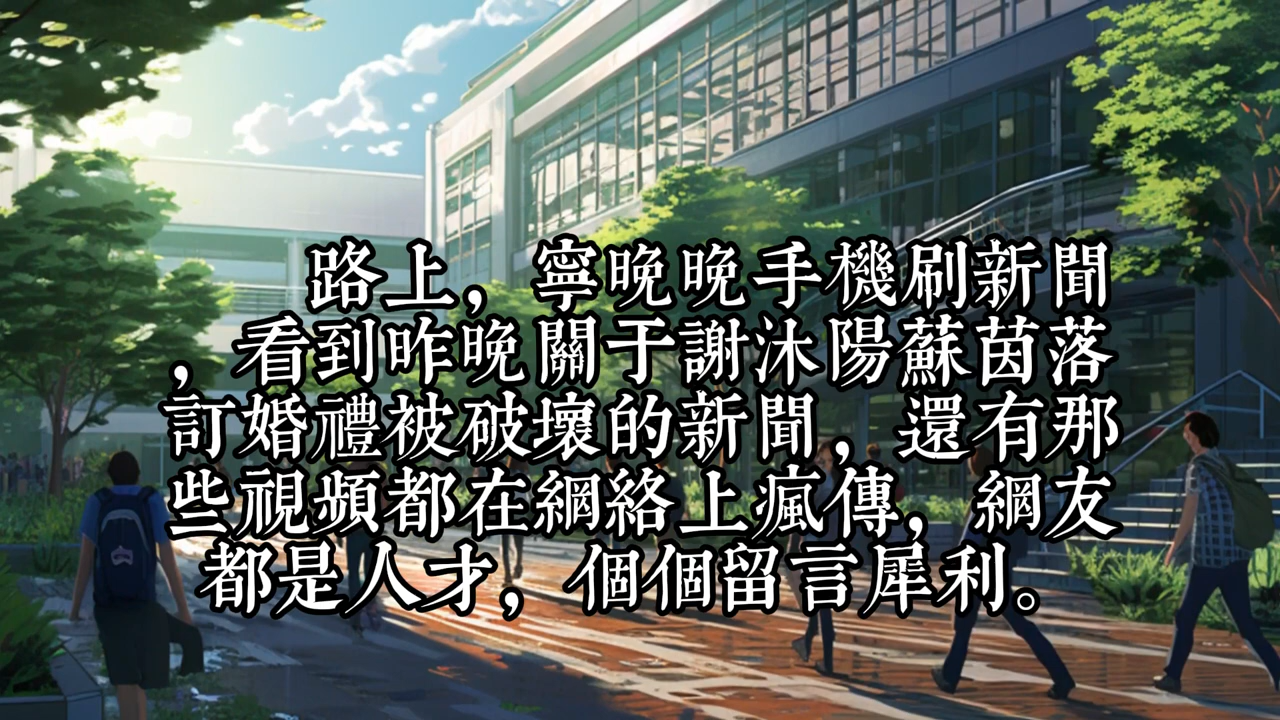 路上，寧晚晚手機刷新聞
，看到昨晚關于謝沐陽蘇茵落
訂婚禮被破壞的新聞，還有那
些視頻都在網絡上瘋傳，網友
都是人才，個個留言犀利。